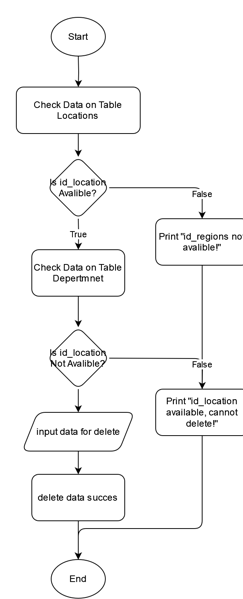 Start
Check Data on Table
Locations
Is id_location
Avalible?
False
True
Print "id_regions not
avalible!"
Check Data on Table
Depertmnet
Is id_location
Not Avalible?
False
Print "id_location
available, cannot
delete!"
input data for delete
delete data succes
End